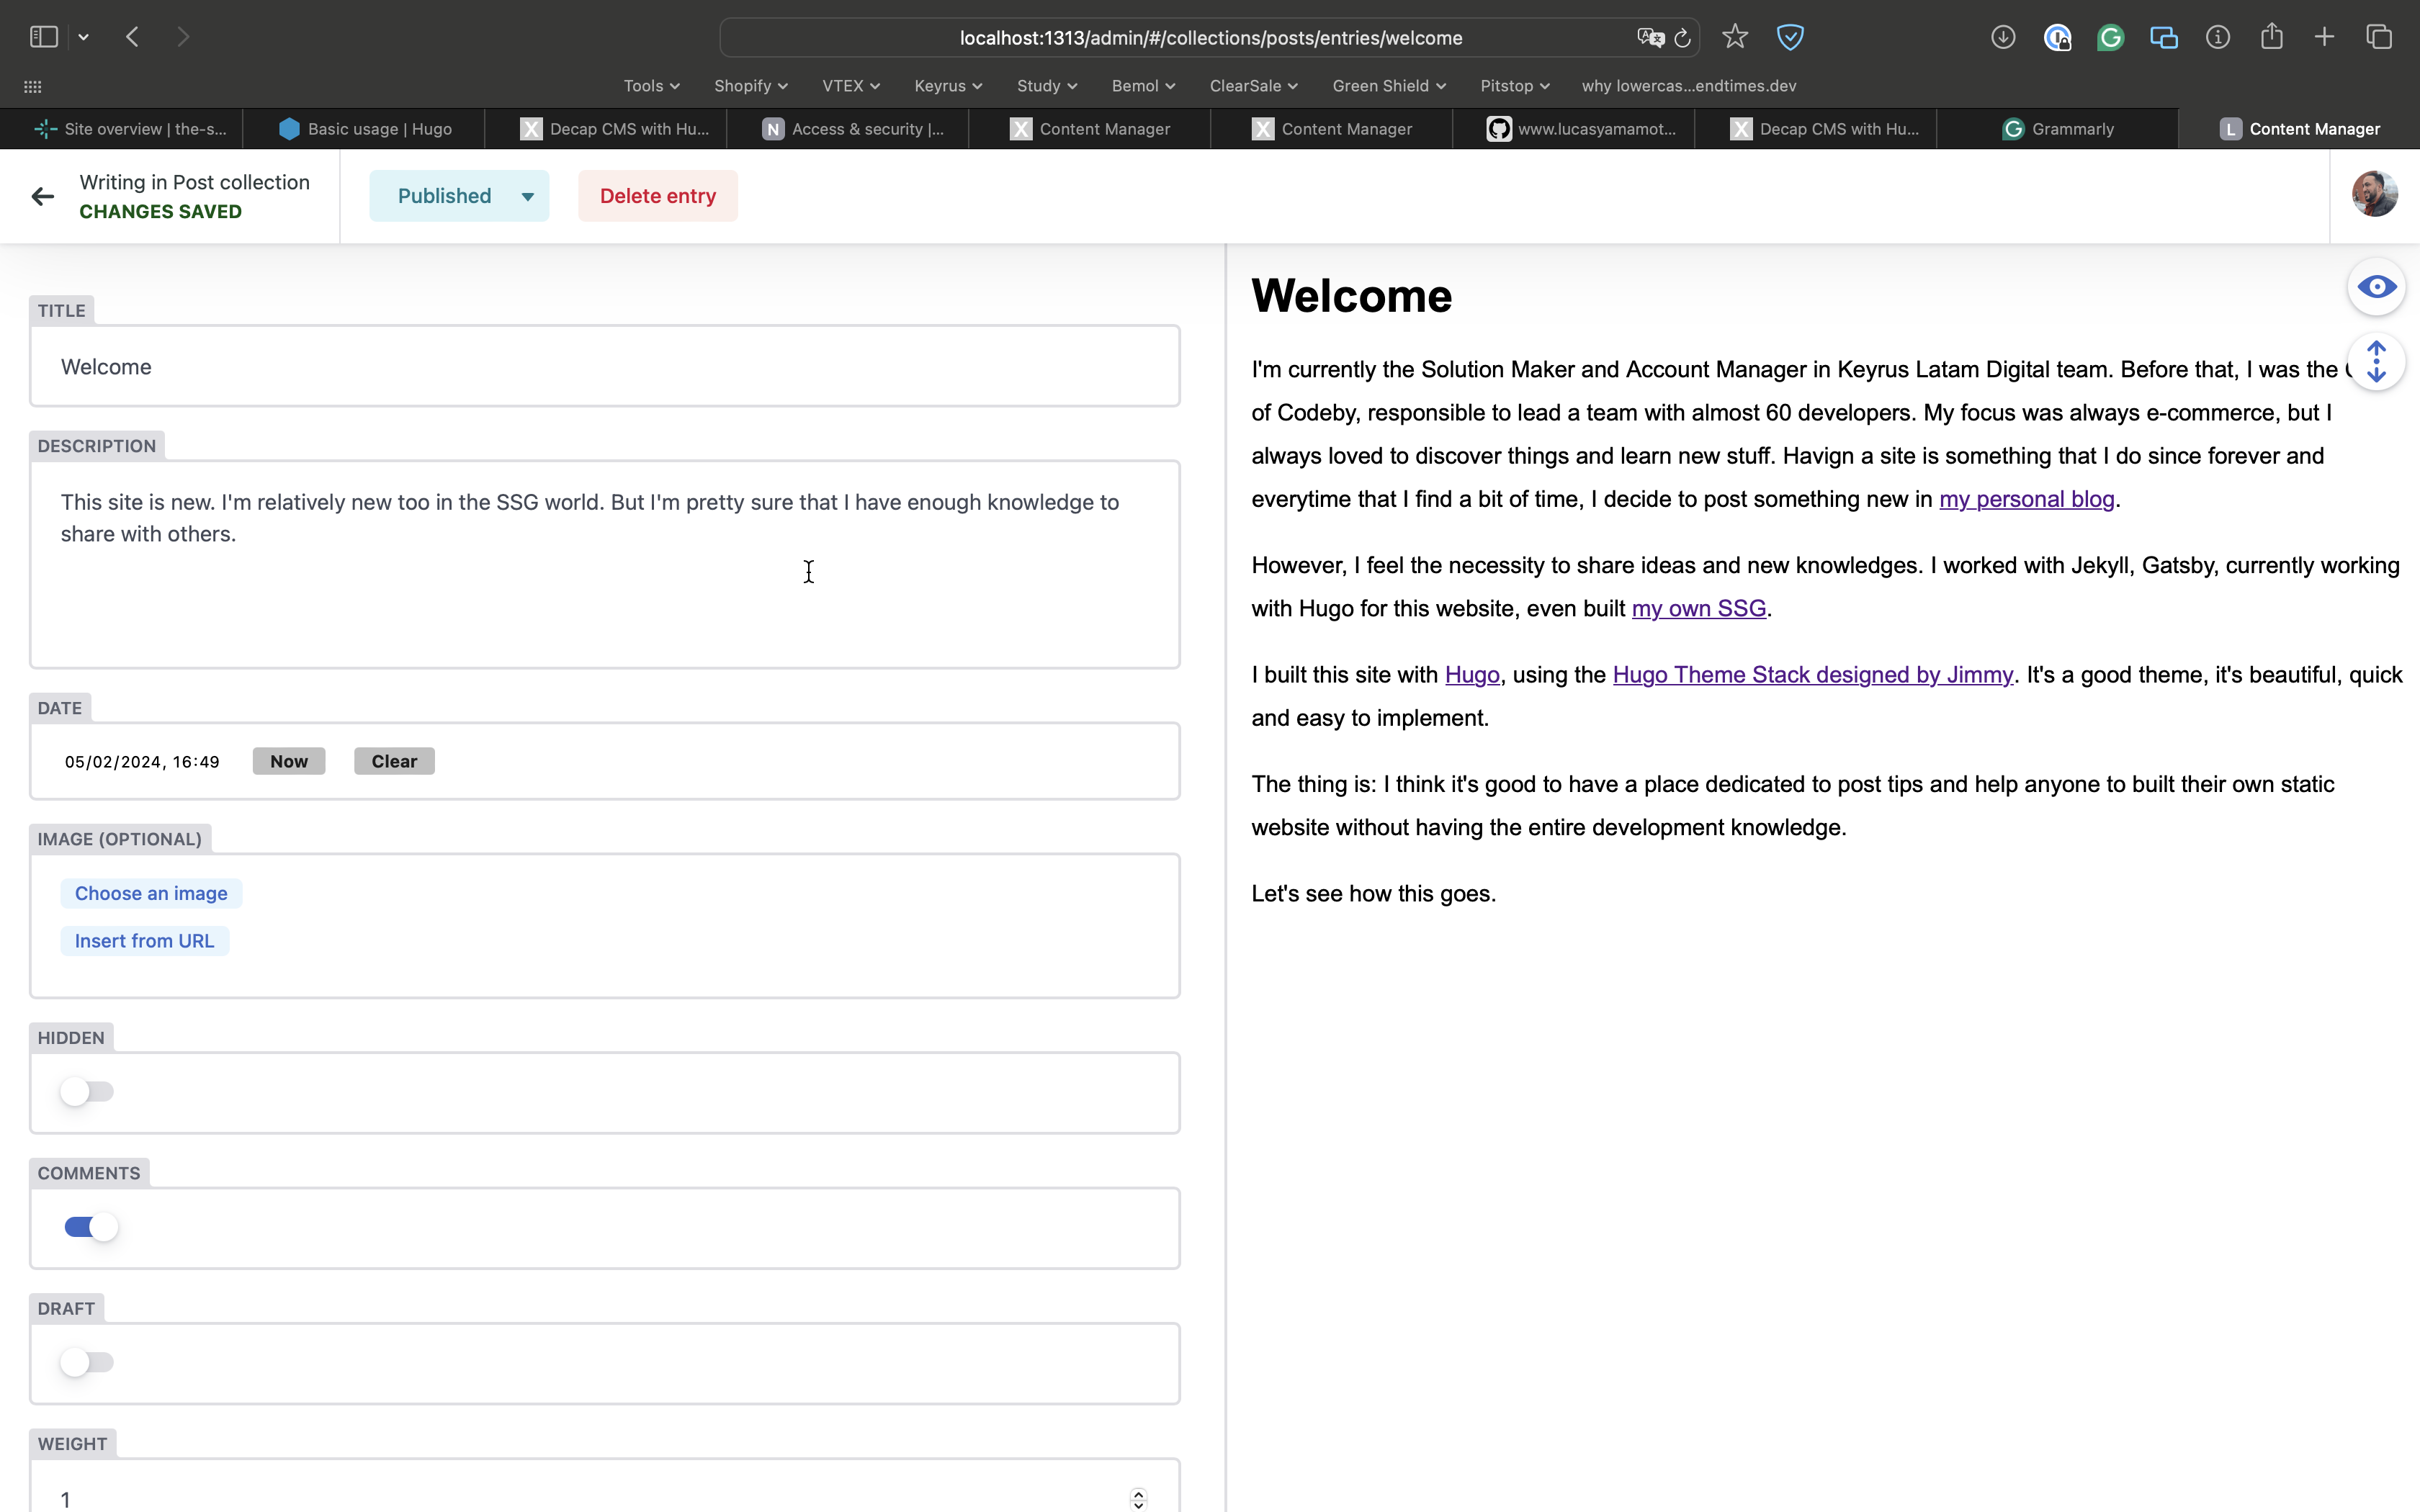 localhost:1313/admin/#/collections/posts/entries/welcome
Tools Shopify VTEX Keyrus Study Bemol ClearSale Green Shield Pitstop why lowercas...endtimes.dev
Site overview | the-s... Basic usage | Hugo Decap CMS with Hu... Access & security |... Content Manager Content Manager www.lucasyamamot... Decap CMS with Hu... Grammarly Content Manager
Writing in Post collection
CHANGES SAVED
Published
Delete entry
TITLE
Welcome
DESCRIPTION
This site is new. I'm relatively new too in the SSG world. But I'm pretty sure that I have enough knowledge to
share with others.
DATE
05/02/2024, 16:49 Now Clear
IMAGE (OPTIONAL)
Choose an image
Insert from URL
HIDDEN
COMMENTS
DRAFT
WEIGHT
1
Welcome
I'm currently the Solution Maker and Account Manager in Keyrus Latam Digital team. Before that, I was the
of Codeby, responsible to lead a team with almost 60 developers. My focus was always e-commerce, but I
always loved to discover things and learn new stuff. Havign a site is something that I do since forever and
everytime that I find a bit of time, I decide to post something new in my personal blog.
However, I feel the necessity to share ideas and new knowledges. I worked with Jekyll, Gatsby, currently working
with Hugo for this website, even built my own SSG.
I built this site with Hugo, using the Hugo Theme Stack designed by Jimmy. It's a good theme, it's beautiful, quick
and easy to implement.
The thing is: I think it's good to have a place dedicated to post tips and help anyone to built their own static
website without having the entire development knowledge.
Let's see how this goes.